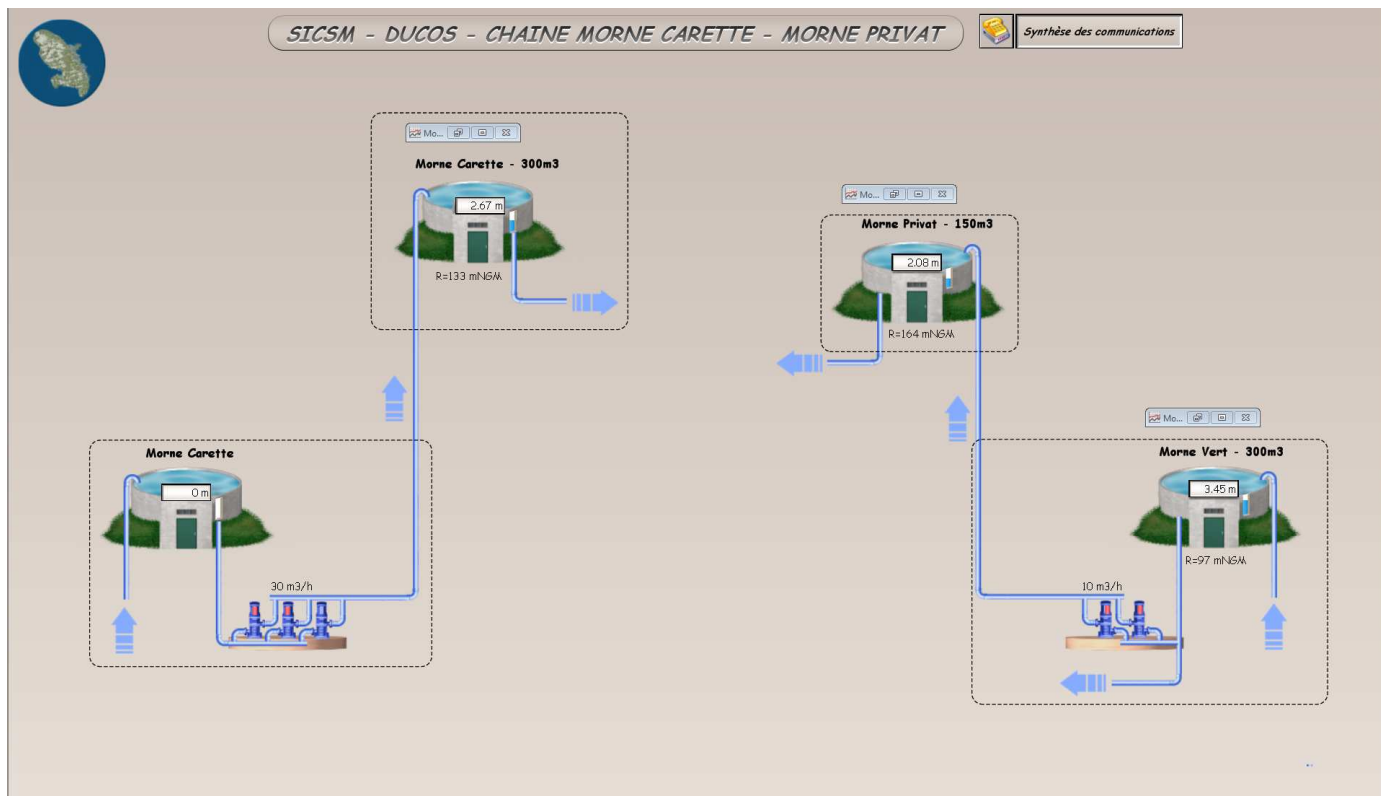 SICSM - DUCOS - CHAINE MORNE CARETTE - MORNE PRIVAT
Synthèse des communications
Mo...
Morne Carette - 300m3
2.67 m
R=133 mNGM
Mo...
Morne Privat - 150m3
2.08 m
R=164 mNGM
Mo...
Morne Carette
0 m
30 m3/h
Morne Vert - 300m3
3.45 m
R=97 mNGM
10 m3/h